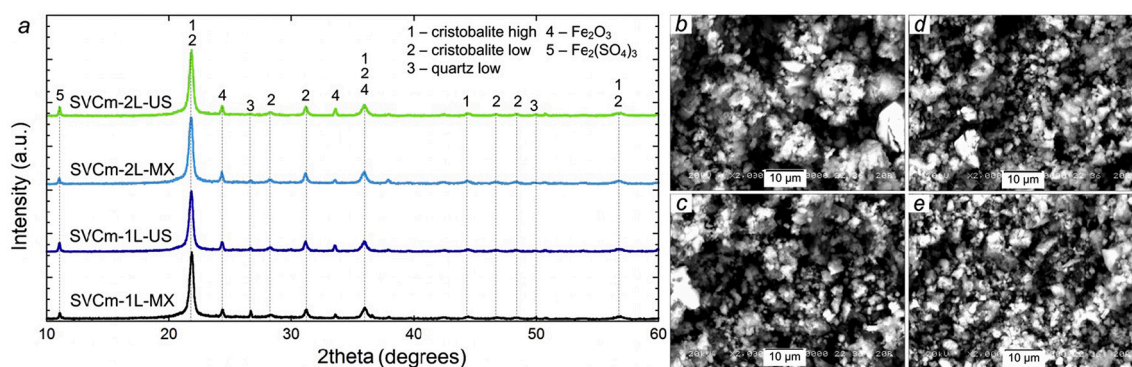 a
1 – cristobalite high 4 – Fe₂O₃
2 – cristobalite low 5 – Fe₂(SO₄)₃
3 – quartz low
1
2
1
2
4
5
4
3
2
2
4
1
2
2
3
1
2
SVCm-2L-US
SVCm-2L-MX
SVCm-1L-US
SVCm-1L-MX
Intensity (a.u.)
10 20 30 40 50 60
2theta (degrees)
b
10 μm
d
10 μm
c
10 μm
e
10 μm